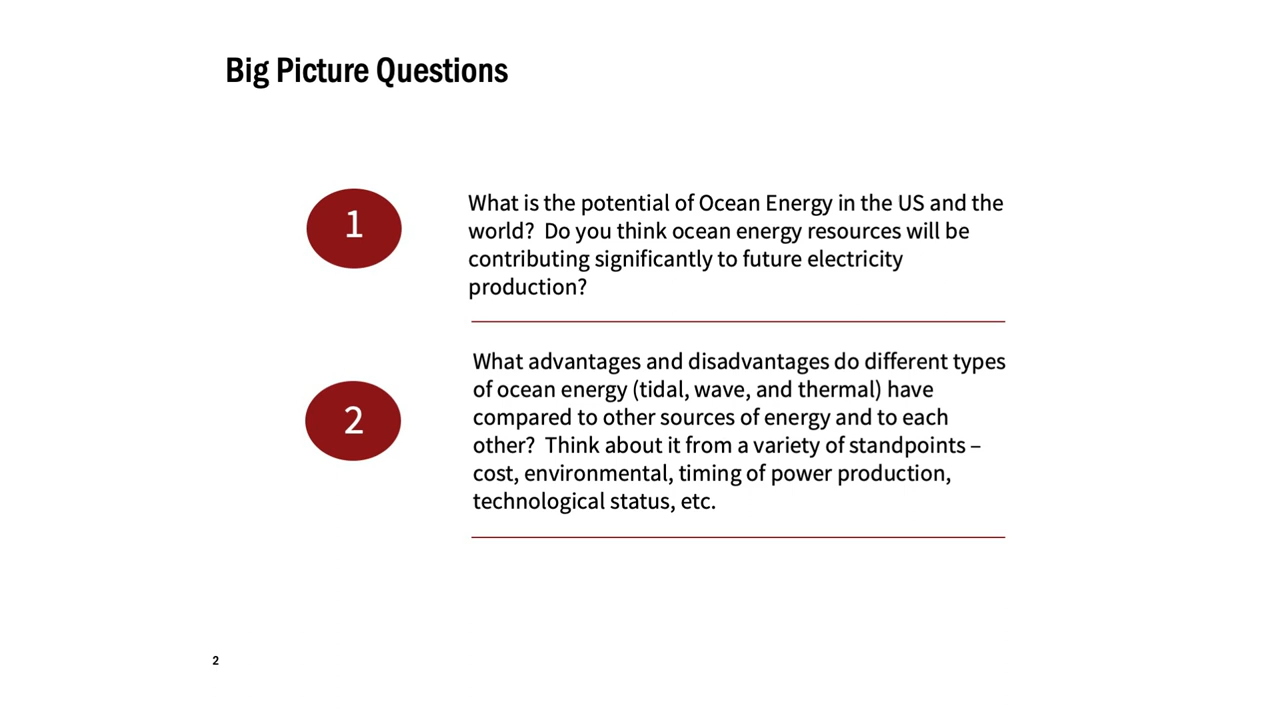 Big Picture Questions
1
What is the potential of Ocean Energy in the US and the
world?  Do you think ocean energy resources will be
contributing significantly to future electricity
production?
2
What advantages and disadvantages do different types
of ocean energy (tidal, wave, and thermal) have
compared to other sources of energy and to each
other?  Think about it from a variety of standpoints –
cost, environmental, timing of power production,
technological status, etc.
2